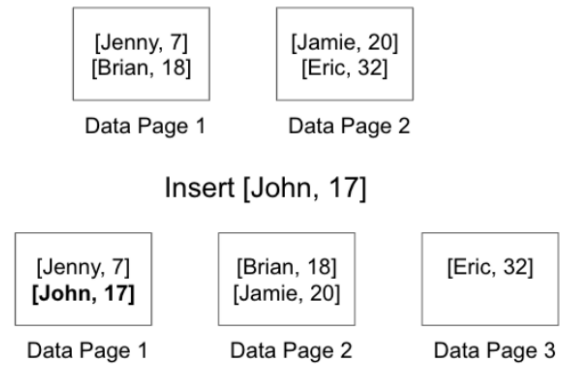 [Jenny, 7]
[Brian, 18]
[Jamie, 20]
[Eric, 32]
Data Page 1
Data Page 2
Insert [John, 17]
[Jenny, 7]
[John, 17]
[Brian, 18]
[Jamie, 20]
[Eric, 32]
Data Page 1
Data Page 2
Data Page 3